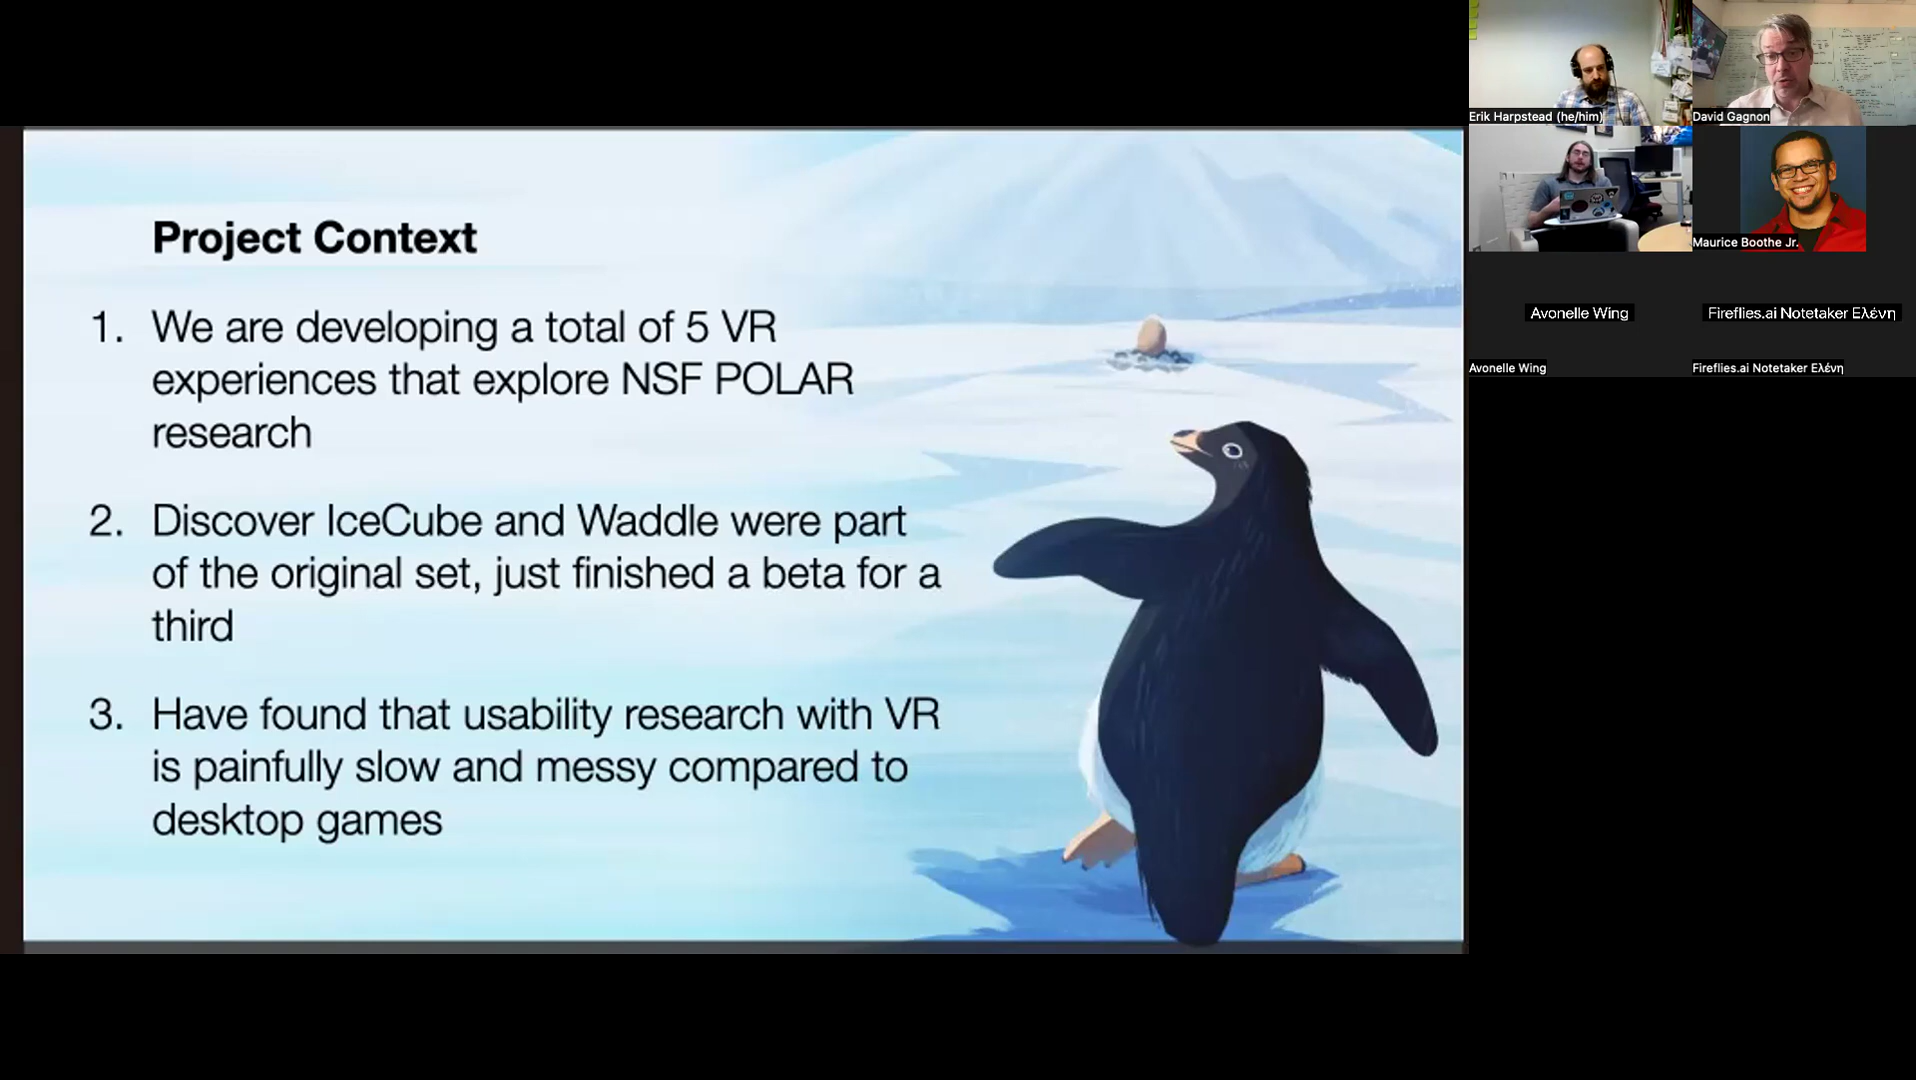 Project Context
1. We are developing a total of 5 VR
experiences that explore NSF POLAR
research
2. Discover IceCube and Waddle were part
of the original set, just finished a beta for a
third
3. Have found that usability research with VR
is painfully slow and messy compared to
desktop games
Erik Harpstead (he/him)
David Gagnon
Maurice Boothe Jr.
Avonelle Wing
Fireflies.ai Notetaker Ελένη
Avonelle Wing
Fireflies.ai Notetaker Ελένη